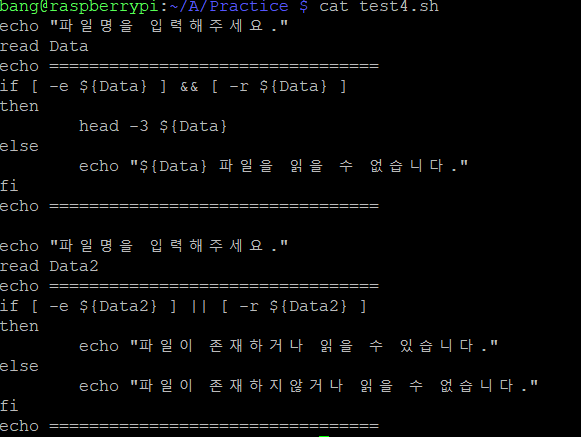 bang@raspberrypi:~/A/Practice $ cat test4.sh
echo "파일명을 입력해주세요."
read Data
echo =================================
if [ -e ${Data} ] && [ -r ${Data} ]
then
        head -3 ${Data}
else
        echo "${Data} 파일을 읽을 수 없습니다."
fi
echo =================================

echo "파일명을 입력해주세요."
read Data2
echo =================================
if [ -e ${Data2} ] || [ -r ${Data2} ]
then
        echo "파일이 존재하거나 읽을 수 있습니다."
else
        echo "파일이 존재하지않거나 읽을 수 없습니다."
fi
echo =================================